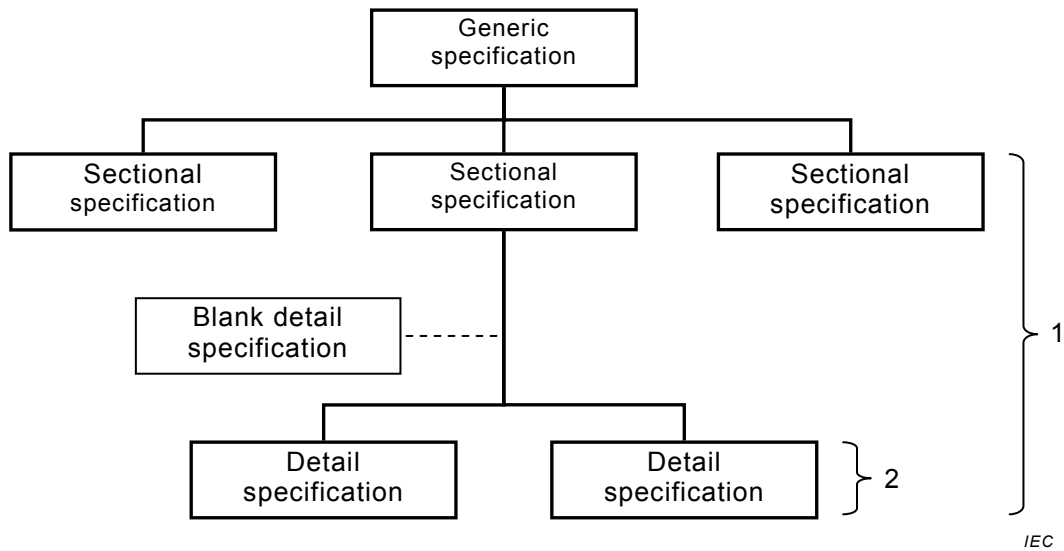 Generic
specification
Sectional
specification
Sectional
specification
Sectional
specification
1
Blank detail
specification
Detail
specification
Detail
specification
2
IEC